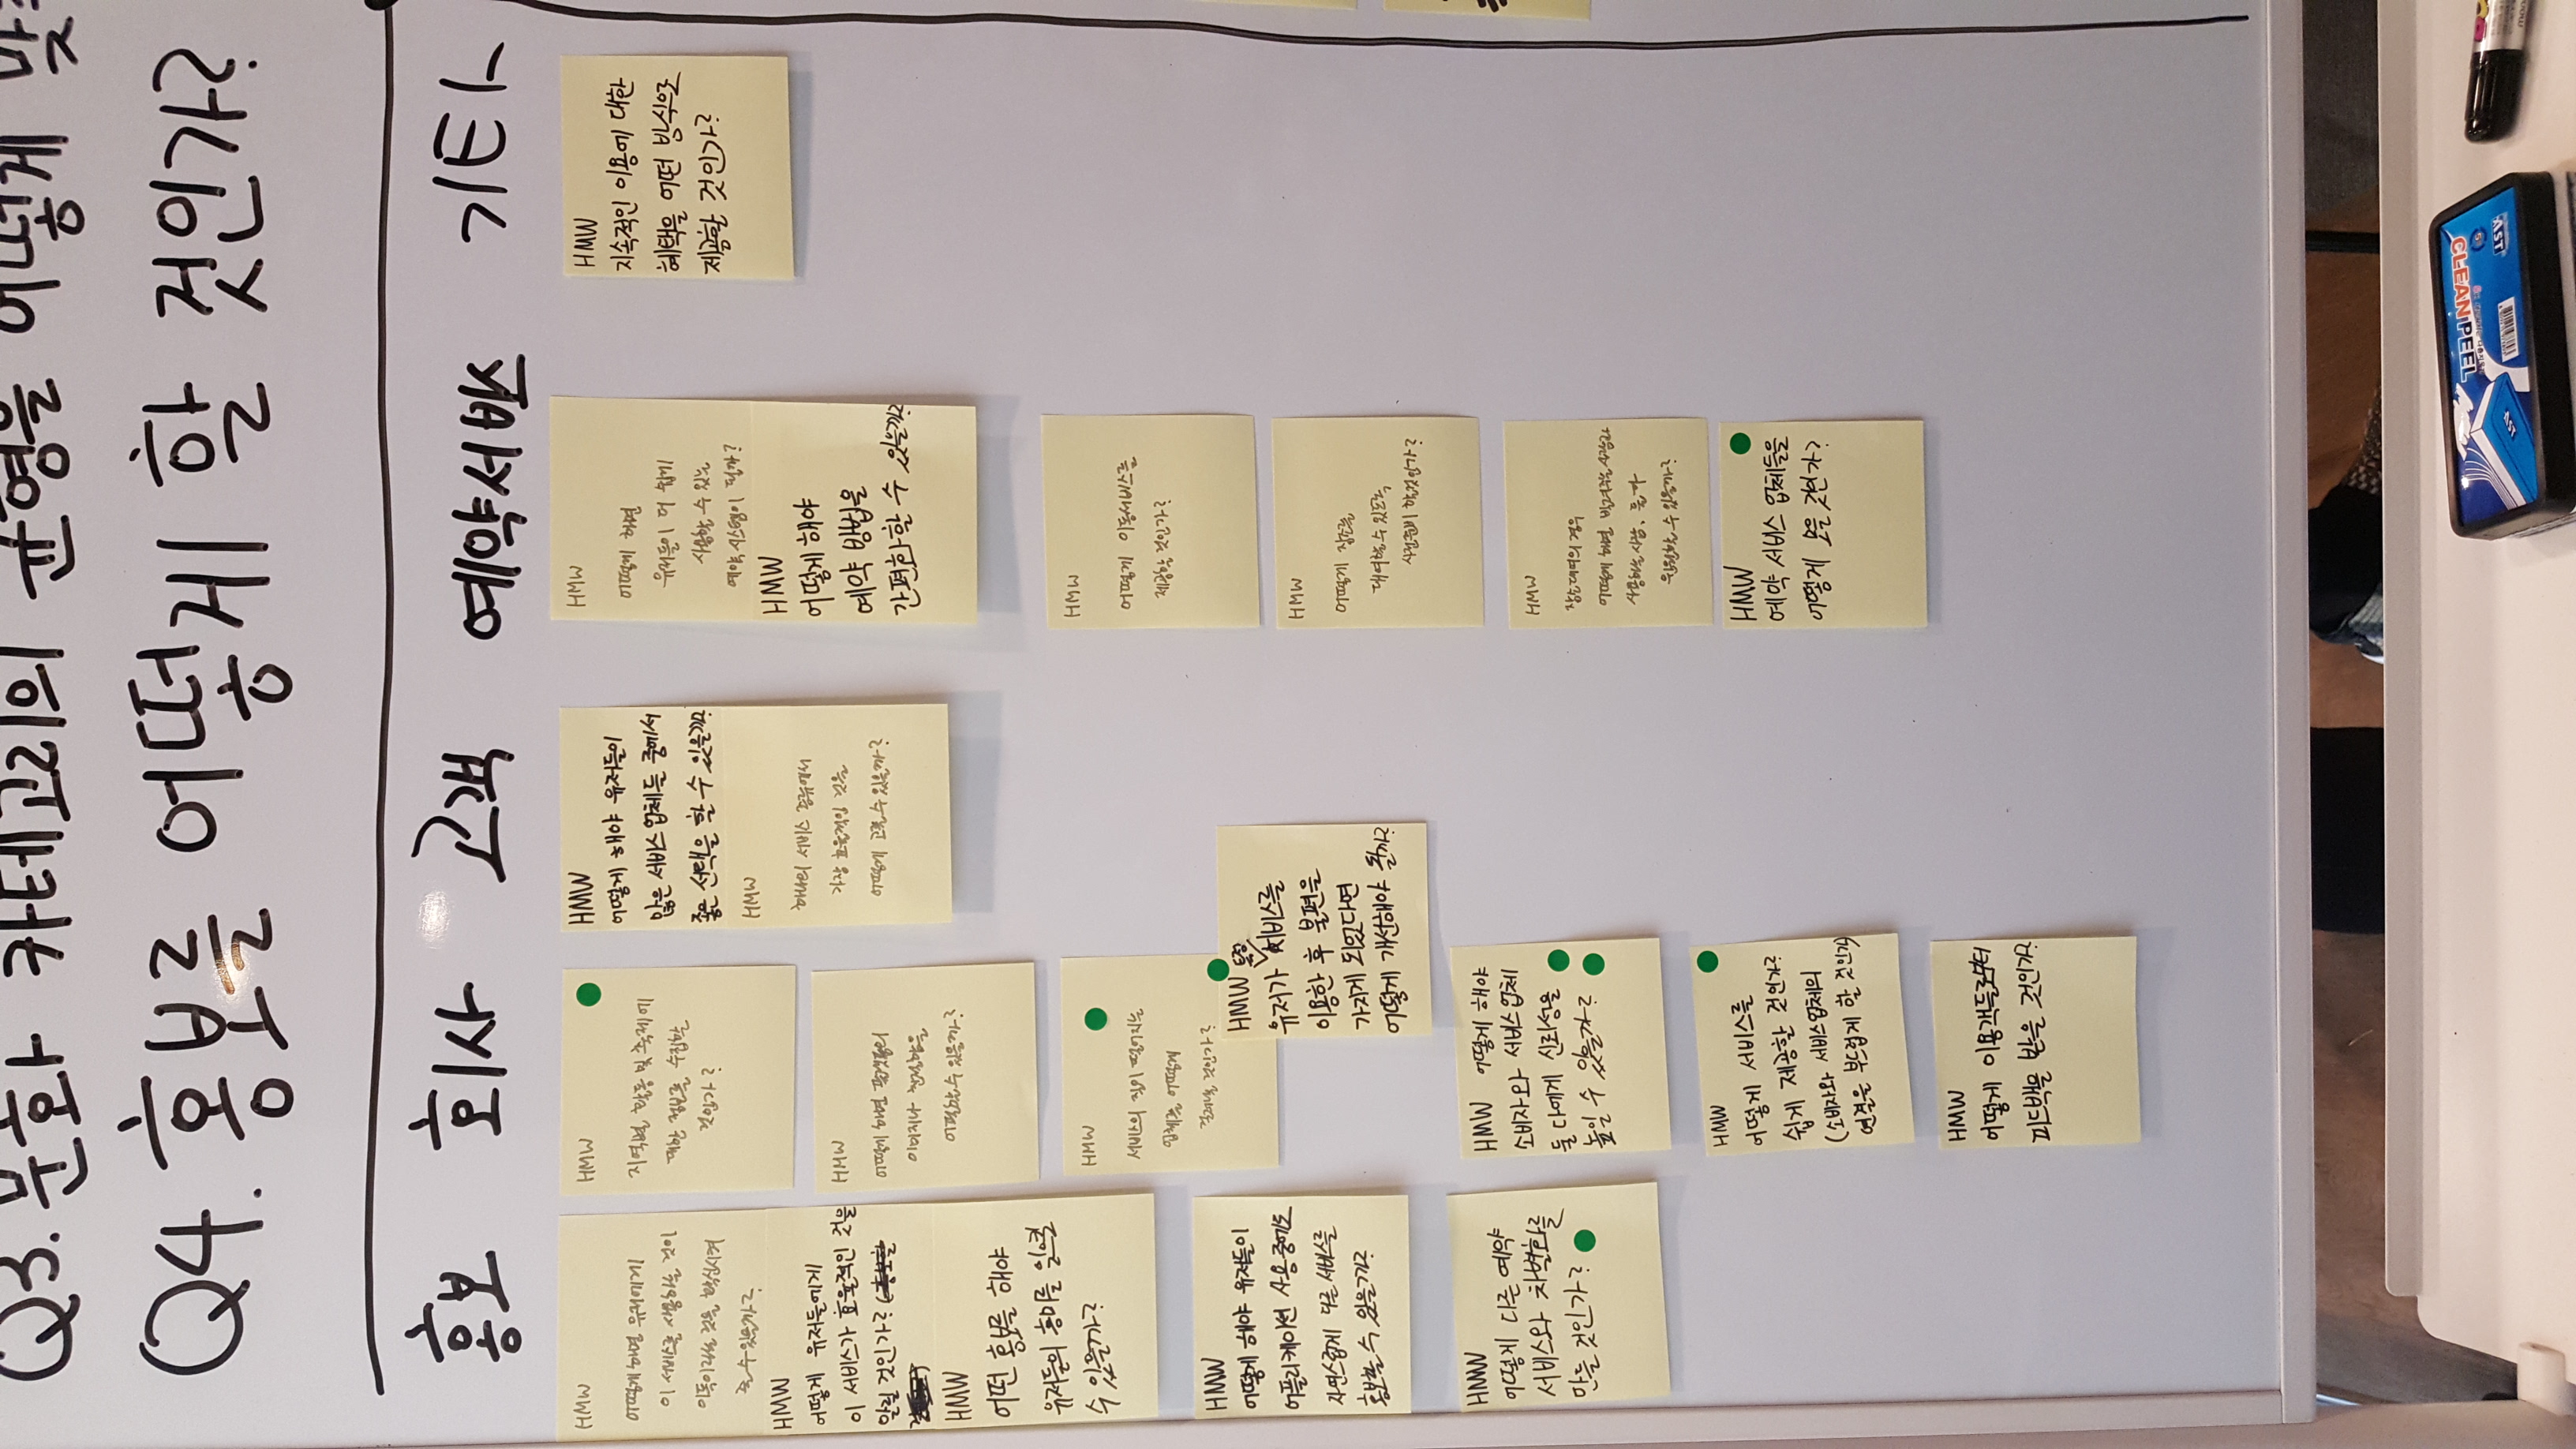 Q3. 문화 카테고리의 균형을 어떻게 맞
Q4. 홍보를 어떻게 할 것인가?
홍보
회사
고객
예약서비스
기타
HMW
어떻게 하면 유저에게
이 서비스를 사용하는 것이
이득이라는 것을 확신시켜
줄 수 있을까?
HMW
어떻게 유저들에게
이 서비스가 효율적인 것을
알릴 것인가?
HMW
어떤 홍보를 해야
유저들의 흥미를 일으킬
수 있을까?
HMW
어떻게 해야 유저들이
어플리케이션 사용중에도
자연스럽게 다른 서비스를
홍보할 수 있을까?
HMW
어떻게 다른 예약
서비스와 차별화를
만들 것인가?
HMW
지역별 활동 및 축제에
대한 정보를 수집할
것인가?
HMW
어떻게 하면 플랫폼의
이미지나 친절함을
어필할 수 있을까?
HMW
서비스의 질이 떨어지는
업체를 어떻게
걸러낼 것인가?
HMW 특정
유저가 서비스를
이용한 후 불편을
가지게 되었다면
어떻게 개선해야 될까?
HMW 어떻게 해야
소비자와 서비스 업체
둘 다에게 신뢰성을
높일 수 있을까?
HMW
어떻게 서비스를
쉽게 제공할 것인가?
(소비자와 서비스업체의
연결을 부드럽게 할 것인가)
HMW
어떻게 이용객들로부터
피드백을 받을 것인가?
HMW
어떻게 해야 유저들이
많은 서비스 업체들 중에서
좋은 선택을 할 수 있을까?
HMW
하나의 서비스 종류에서
가장 효율적인 것을
어떻게 고를 수 있을까?
HMW
어떻게 하면
유저들이 더 쉽게
사용할 수 있는
예약 시스템이 될까?
HMW
어떻게 해야
예약 방법을
간편화할 수 있을까?
HMW
어떻게 이동서비스를
제공할 것인가?
HMW
어떻게 장소를
대여할 수 있도록
사전준비 할것인가?
HMW
장소대여의 경우
어떻게 하면 빌려주는 사람과
사용하는 사람, 둘 다
윈윈할 수 있을까?
HMW
예약 서비스 업체들을
어떻게 모을 것인가?
HMW
지속적인 이용에 대한
혜택을 어떤 방식으로
제공할 것인가?
CLEAN PEEL
AST
AST